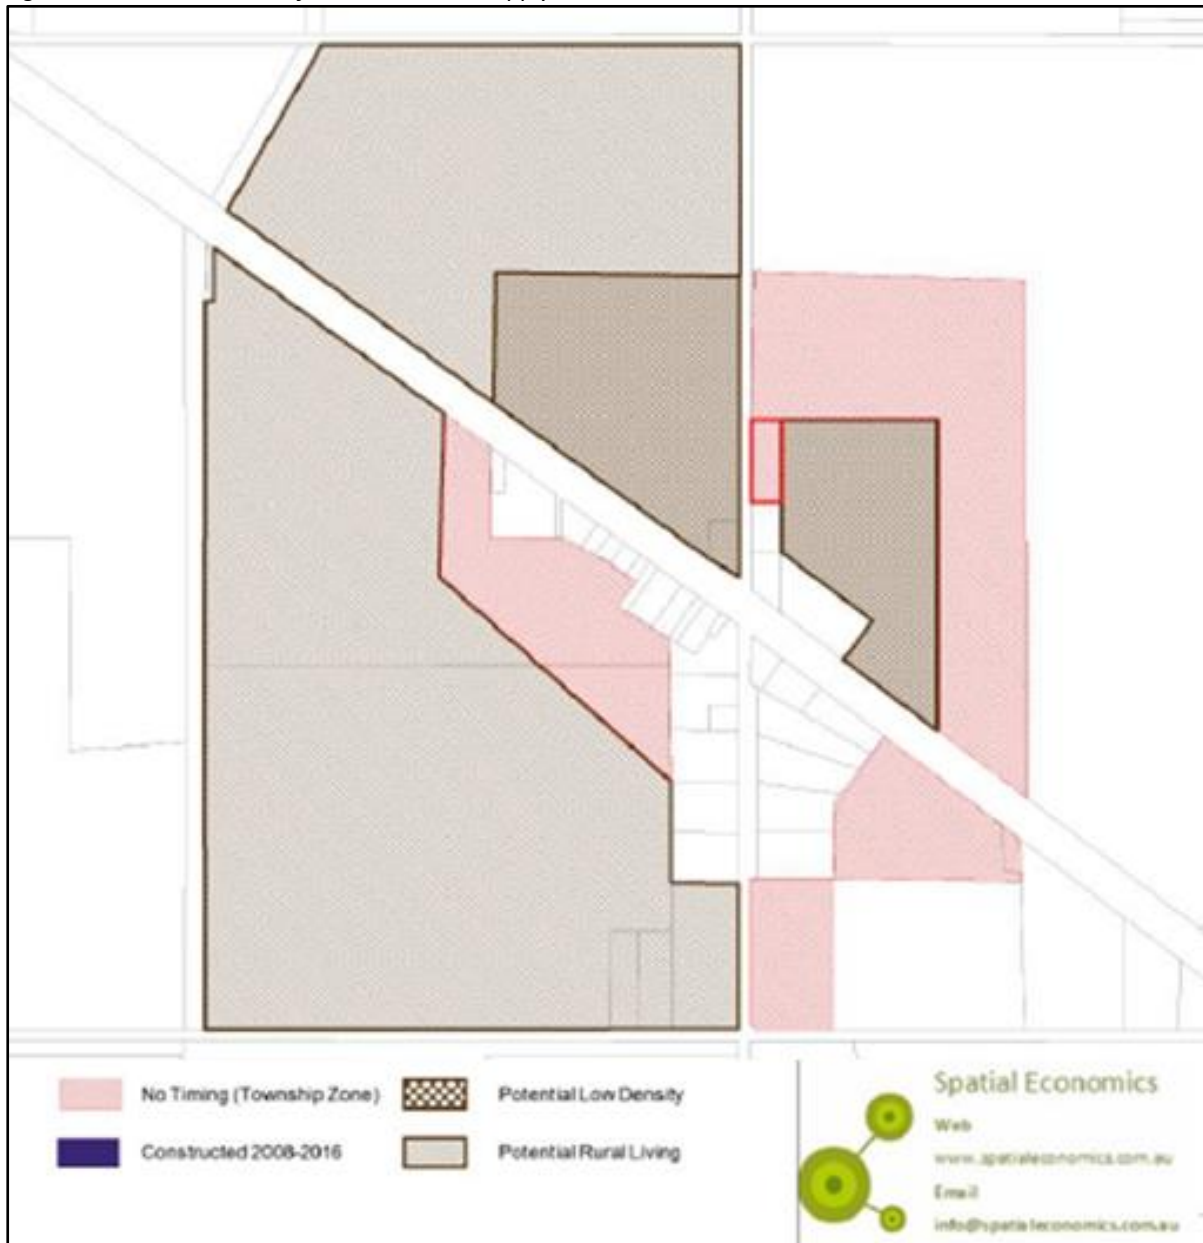 No Timing (Township Zone)
Potential Low Density
Constructed 2008-2016
Potential Rural Living
Spatial Economics
Web
www.spatialeconomics.com.au
Email
info@spatialeconomics.com.au